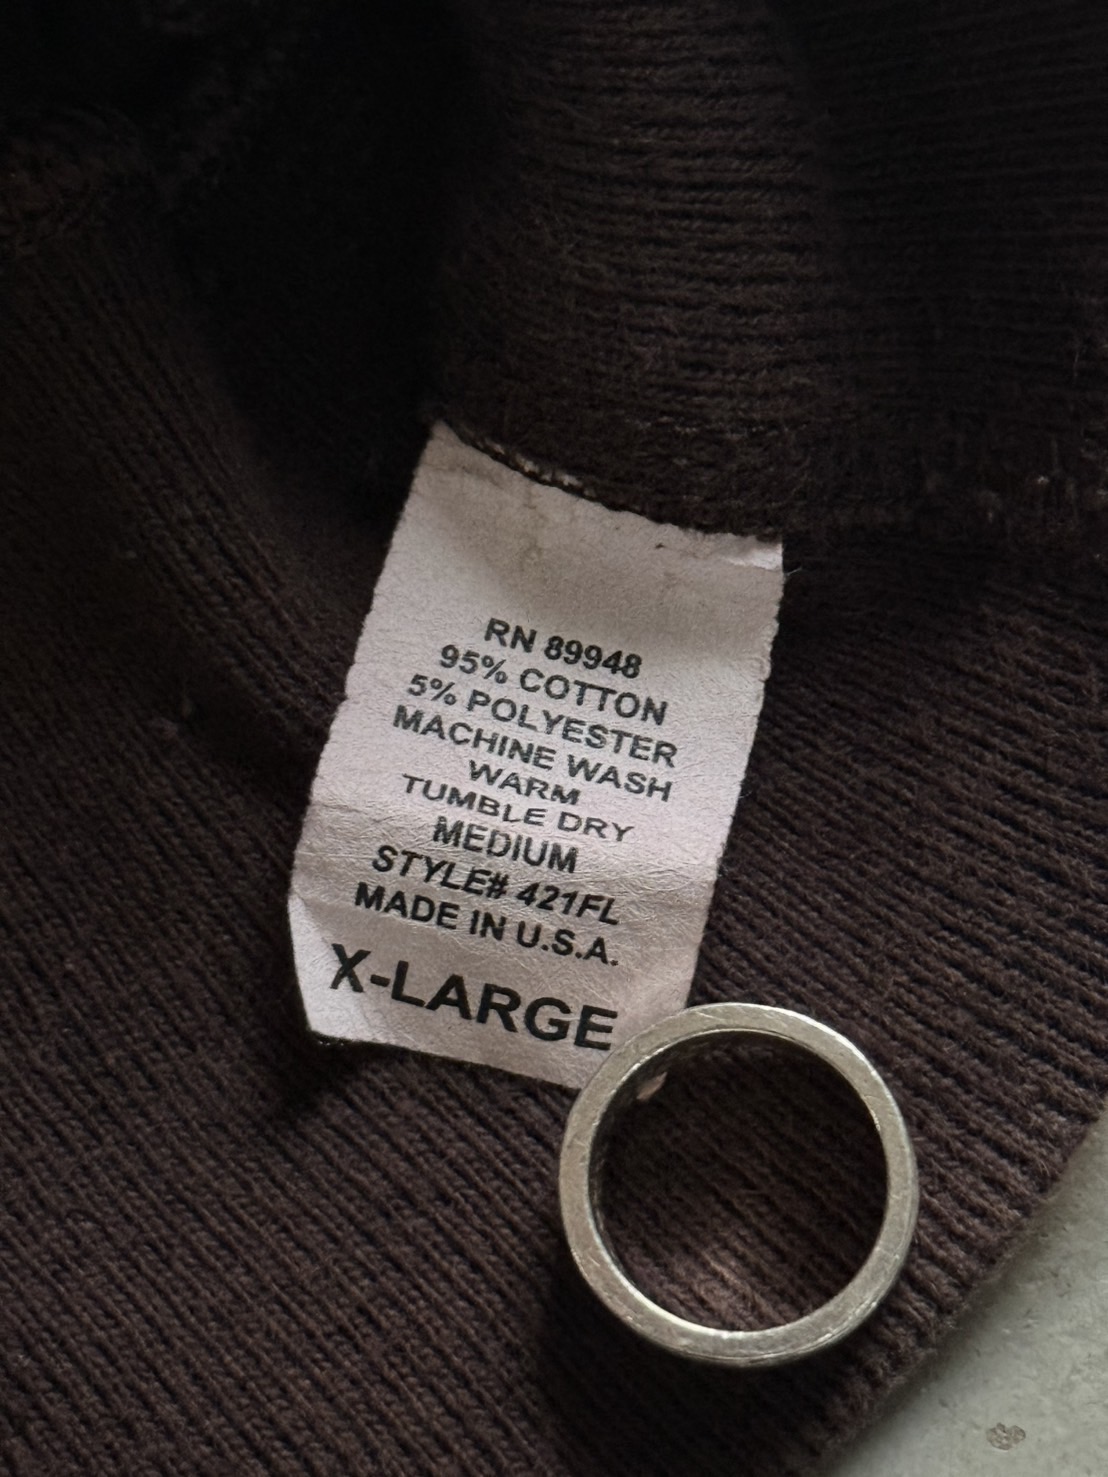 RN 89948
95% COTTON
5% POLYESTER
MACHINE WASH
WARM
TUMBLE DRY
MEDIUM
STYLE# 421FL
MADE IN U.S.A.
X-LARGE